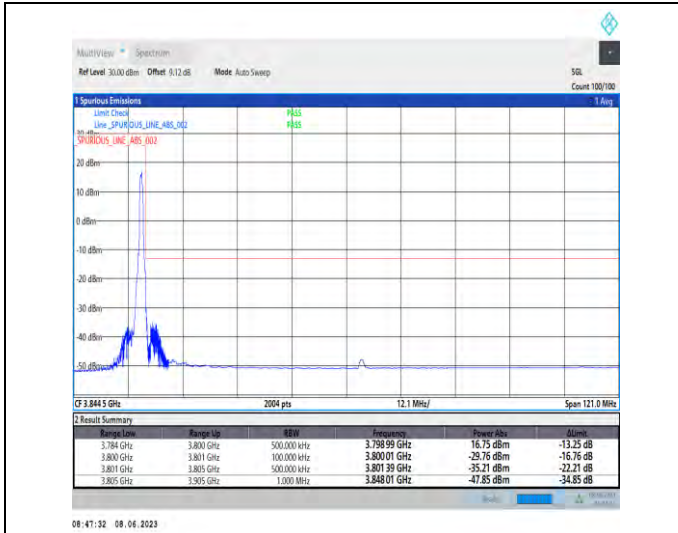 MultiView Spectrum
Ref Level 30.00 dBm Offset 9.12 dB Mode Auto Sweep SGL
Count 100/100
1 Spurious Emissions 1 Avg
Limit Check PASS
Line _SPURIOUS_LINE_ABS_002 PASS
_SPURIOUS_LINE_ABS_002
20 dBm
10 dBm
0 dBm
-10 dBm
-20 dBm
-30 dBm
-40 dBm
-50 dBm
CF 3.844 5 GHz 2004 pts 12.1 MHz/ Span 121.0 MHz
2 Result Summary
Range Low Range Up RBW Frequency Power Abs ΔLimit
3.784 GHz 3.800 GHz 500.000 kHz 3.798 99 GHz 16.75 dBm -13.25 dB
3.800 GHz 3.801 GHz 100.000 kHz 3.800 01 GHz -29.76 dBm -16.76 dB
3.801 GHz 3.805 GHz 500.000 kHz 3.801 39 GHz -35.21 dBm -22.21 dB
3.805 GHz 3.905 GHz 1.000 MHz 3.848 01 GHz -47.85 dBm -34.85 dB
08:47:32 08.06.2023